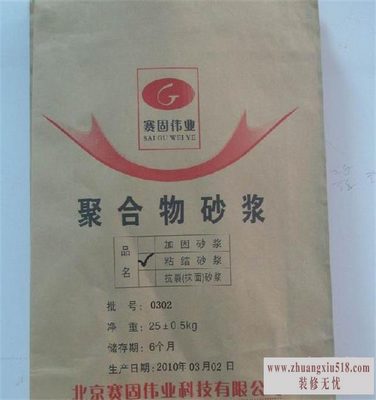 G
赛固伟业
SAI GU WEI YE
聚合物砂浆
品名
加固砂浆
粘结砂浆
抗裂(抹面)砂浆
批号: 0302
净重: 25±0.5kg
储存期: 6个月
生产日期: 2010年03月02日
北京赛固伟业科技有限公
www.zhuangxiu518.com
装修无忧